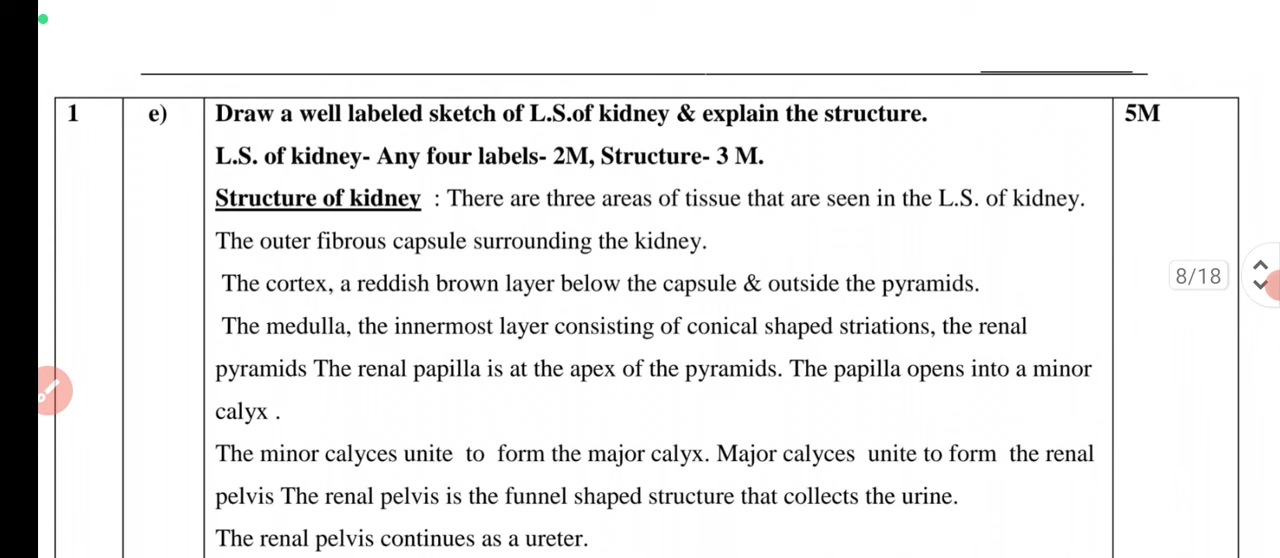 1 e) Draw a well labeled sketch of L.S.of kidney & explain the structure. 5M
L.S. of kidney- Any four labels- 2M, Structure- 3 M.
Structure of kidney : There are three areas of tissue that are seen in the L.S. of kidney.
The outer fibrous capsule surrounding the kidney.
The cortex, a reddish brown layer below the capsule & outside the pyramids.
8/18
The medulla, the innermost layer consisting of conical shaped striations, the renal
pyramids The renal papilla is at the apex of the pyramids. The papilla opens into a minor
calyx .
The minor calyces unite to form the major calyx. Major calyces unite to form the renal
pelvis The renal pelvis is the funnel shaped structure that collects the urine.
The renal pelvis continues as a ureter.